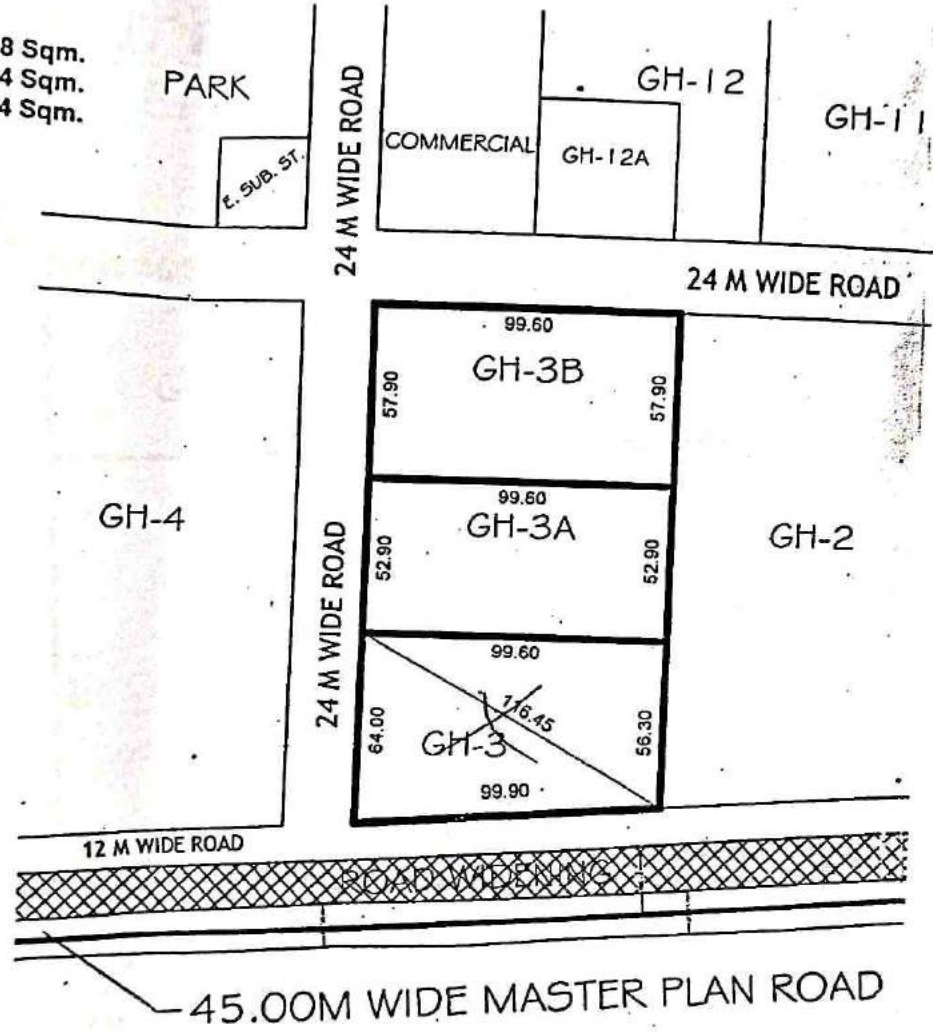 8 Sqm.
4 Sqm.
4 Sqm.
PARK
E. SUB. ST.
24 M WIDE ROAD
COMMERCIAL
GH-12
GH-12A
GH-11
24 M WIDE ROAD
99.60
GH-3B
57.90
57.90
99.60
GH-3A
52.90
52.90
GH-4
GH-2
24 M WIDE ROAD
99.60
116.45
64.00
56.30
GH-3
99.90
12 M WIDE ROAD
ROAD WIDENING
45.00M WIDE MASTER PLAN ROAD